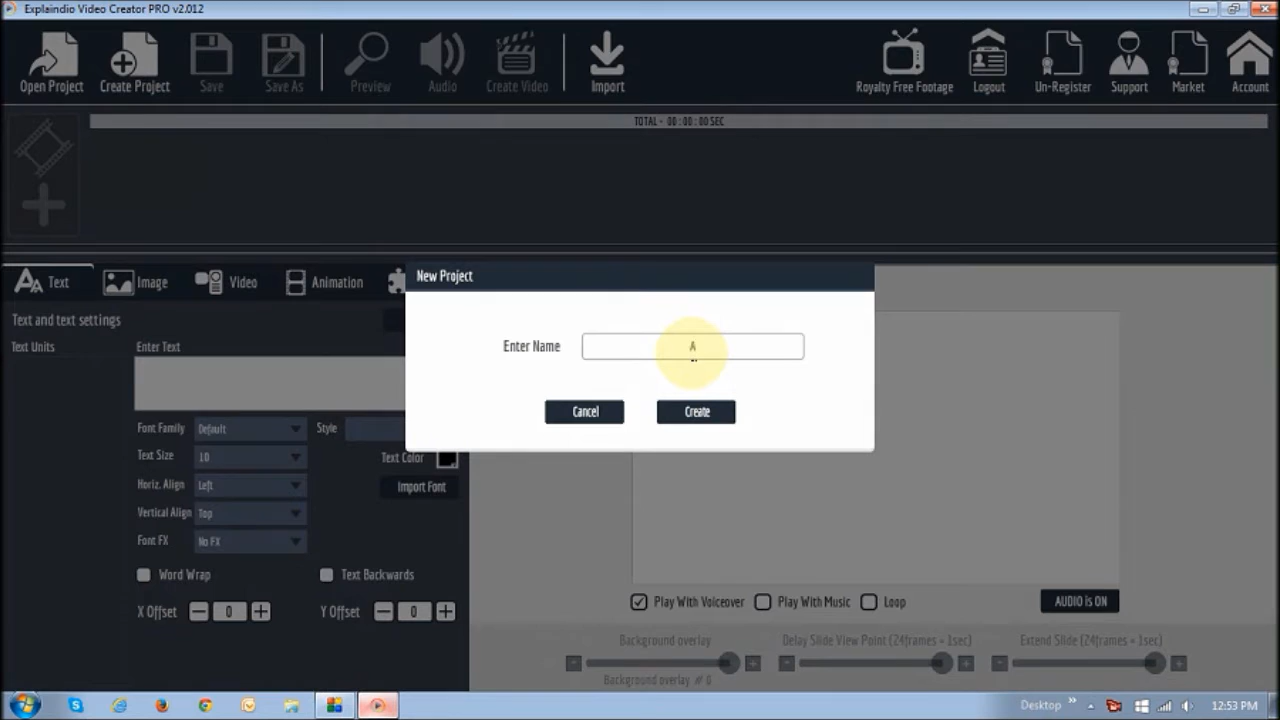 Explaindio Video Creator PRO v2.012
Open Project Create Project Save Save As Preview Audio Create Video Import Royalty Free Footage Logout Un-Register Support Market Account
TOTAL - 00 : 00 : 00 SEC
Text Image Video Animation
New Project
Text and text settings
Text Units Enter Text
Enter Name A
Cancel Create
Font Family Default Style
Text Size 10 Text Color
Horiz. Align Left Import Font
Vertical Align Top
Font FX No FX
Word Wrap Text Backwards
X Offset 0 Y Offset 0
Play With Voiceover Play With Music Loop AUDIO is ON
Background overlay Delay Slide View Point (24frames = 1sec) Extend Slide (24frames = 1sec)
Background overlay # 0
Desktop 12:53 PM